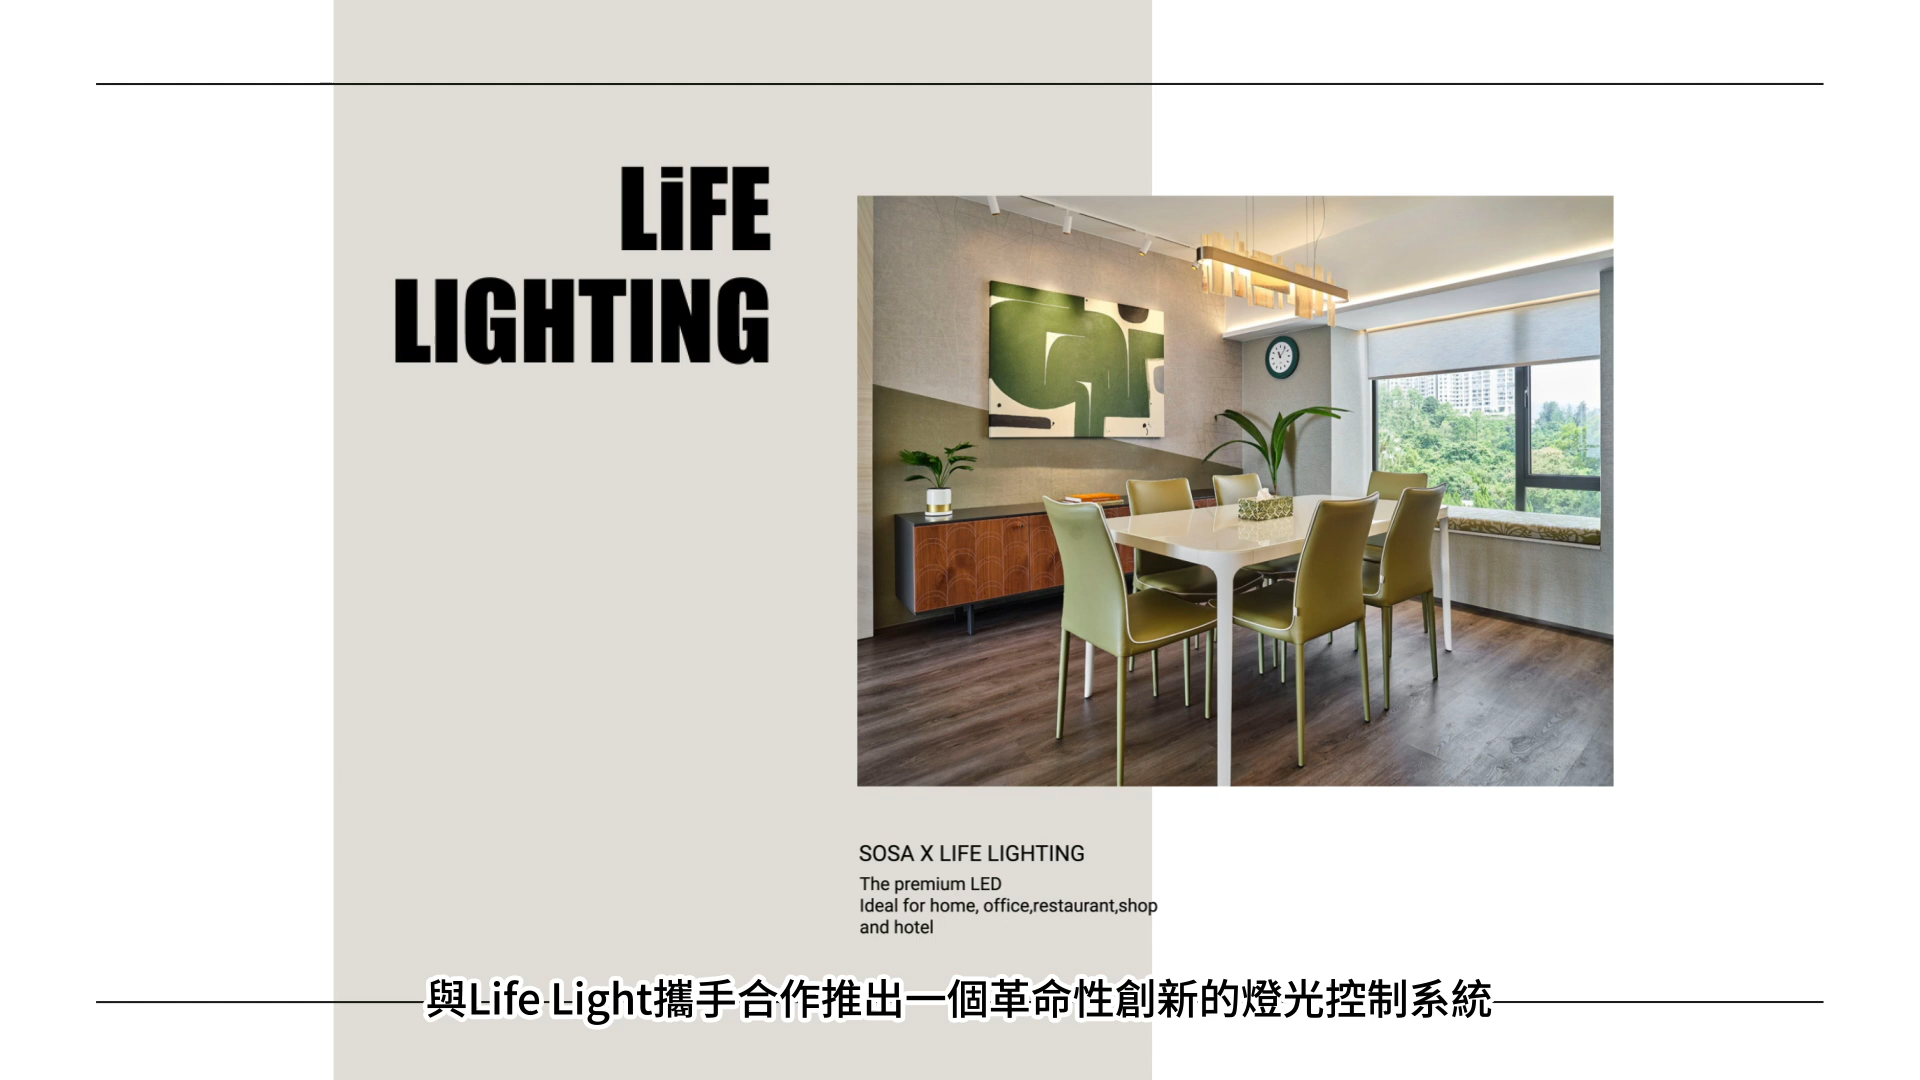 LiFE
LIGHTING
SOSA X LIFE LIGHTING
The premium LED
Ideal for home, office,restaurant,shop
and hotel
與Life Light攜手合作推出一個革命性創新的燈光控制系統